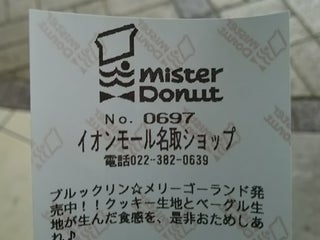 mister
Donut
No. 0697
イオンモール名取ショップ
電話022-382-0639
ブルックリン☆メリーゴーランド発
売中!!クッキー生地とベーグル生
地が生んだ食感を、是非おためしあ
れ♪